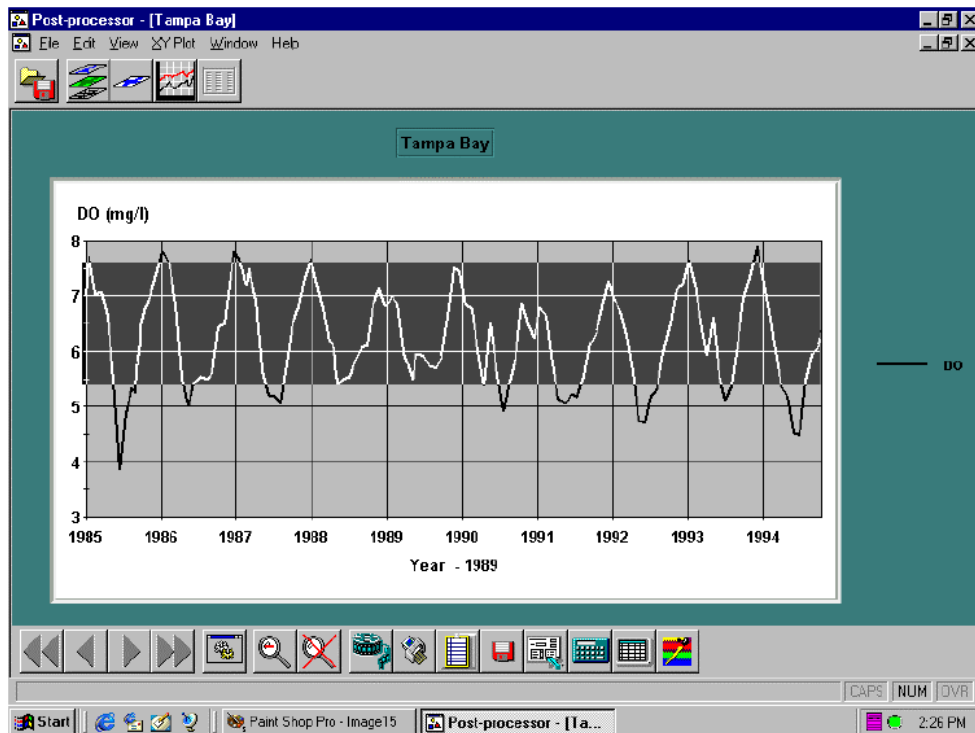 Post-processor - [Tampa Bay]
File Edit View XY Plot Window Help
Tampa Bay
DO (mg/l)
8
7
6
5
4
3
1985 1986 1987 1988 1989 1990 1991 1992 1993 1994
Year - 1989
DO
CAPS NUM OVR
Start Paint Shop Pro - Image15 Post-processor - [Ta... 2:26 PM